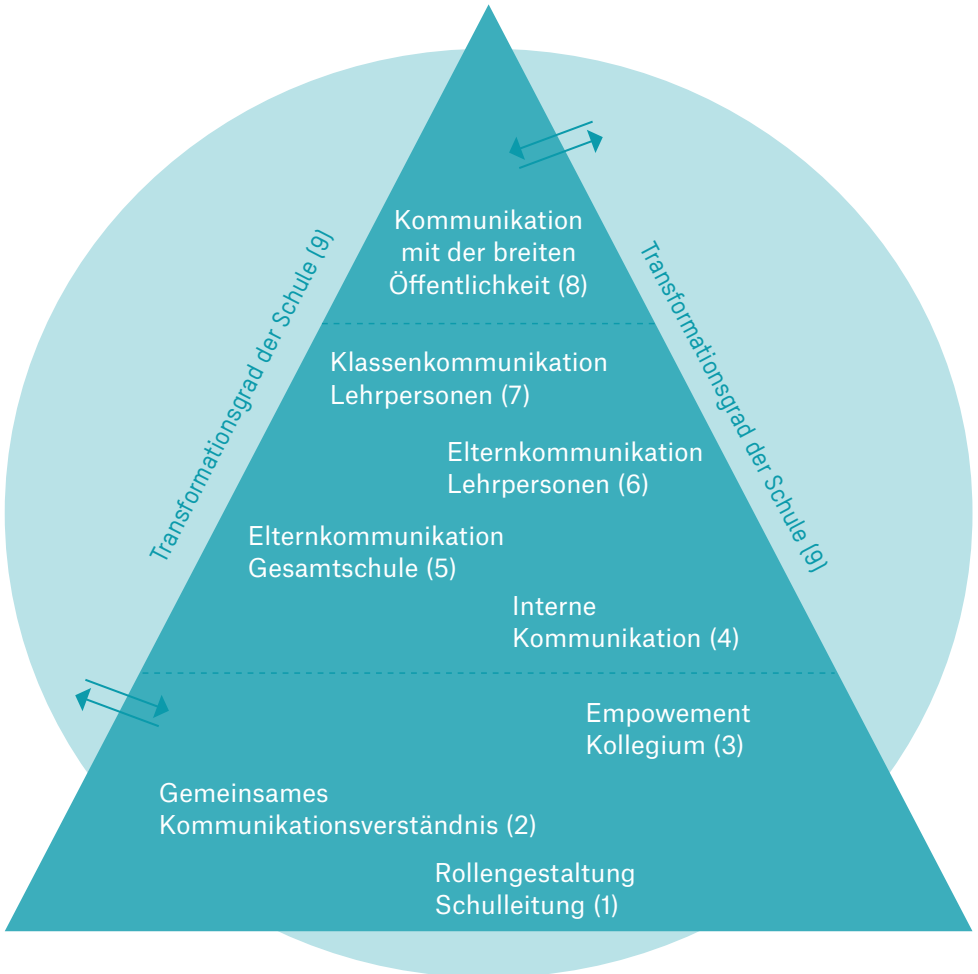 Kommunikation
mit der breiten
Öffentlichkeit (8)
Transformationsgrad der Schule (9)
Transformationsgrad der Schule (9)
Klassenkommunikation
Lehrpersonen (7)
Elternkommunikation
Lehrpersonen (6)
Elternkommunikation
Gesamtschule (5)
Interne
Kommunikation (4)
Empowement
Kollegium (3)
Gemeinsames
Kommunikationsverständnis (2)
Rollengestaltung
Schulleitung (1)